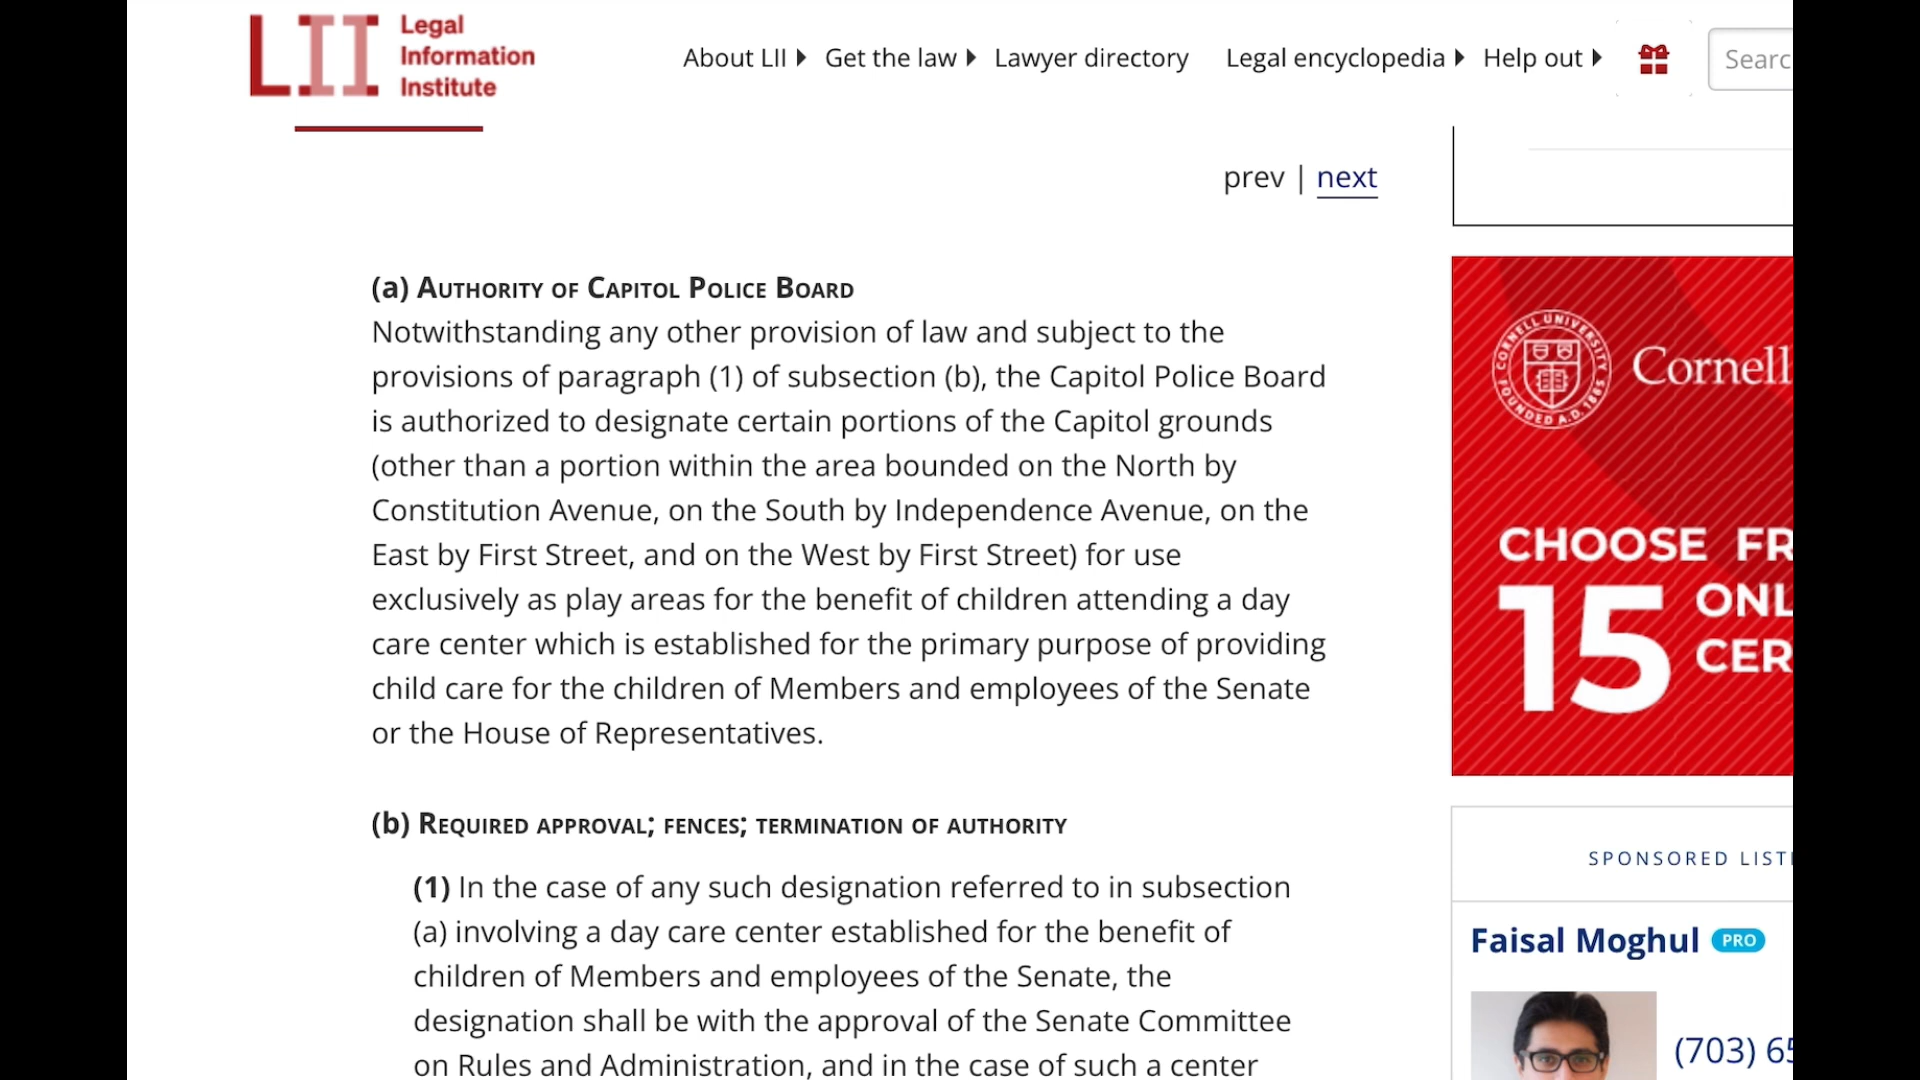 Legal
Information
Institute
About LII Get the law Lawyer directory Legal encyclopedia Help out
prev | next
(a) Authority of Capitol Police Board
Notwithstanding any other provision of law and subject to the
provisions of paragraph (1) of subsection (b), the Capitol Police Board
is authorized to designate certain portions of the Capitol grounds
(other than a portion within the area bounded on the North by
Constitution Avenue, on the South by Independence Avenue, on the
East by First Street, and on the West by First Street) for use
exclusively as play areas for the benefit of children attending a day
care center which is established for the primary purpose of providing
child care for the children of Members and employees of the Senate
or the House of Representatives.
(b) Required approval; fences; termination of authority
(1) In the case of any such designation referred to in subsection
(a) involving a day care center established for the benefit of
children of Members and employees of the Senate, the
designation shall be with the approval of the Senate Committee
on Rules and Administration, and in the case of such a center
LII
Searc
CORNELL UNIVERSITY
FOUNDED A.D. 1865
Cornell
CHOOSE FR
15 ONL
CER
SPONSORED LISTI
Faisal Moghul PRO
(703) 65